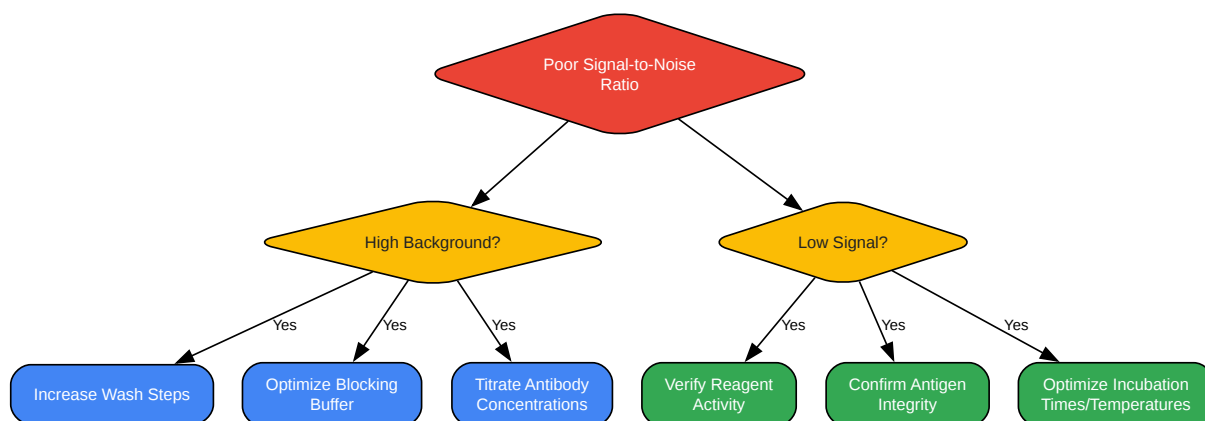 Poor Signal-to-Noise
Ratio
High Background?
Low Signal?
Yes
Yes
Yes
Yes
Yes
Yes
Increase Wash Steps
Optimize Blocking
Buffer
Titrate Antibody
Concentrations
Verify Reagent
Activity
Confirm Antigen
Integrity
Optimize Incubation
Times/Temperatures